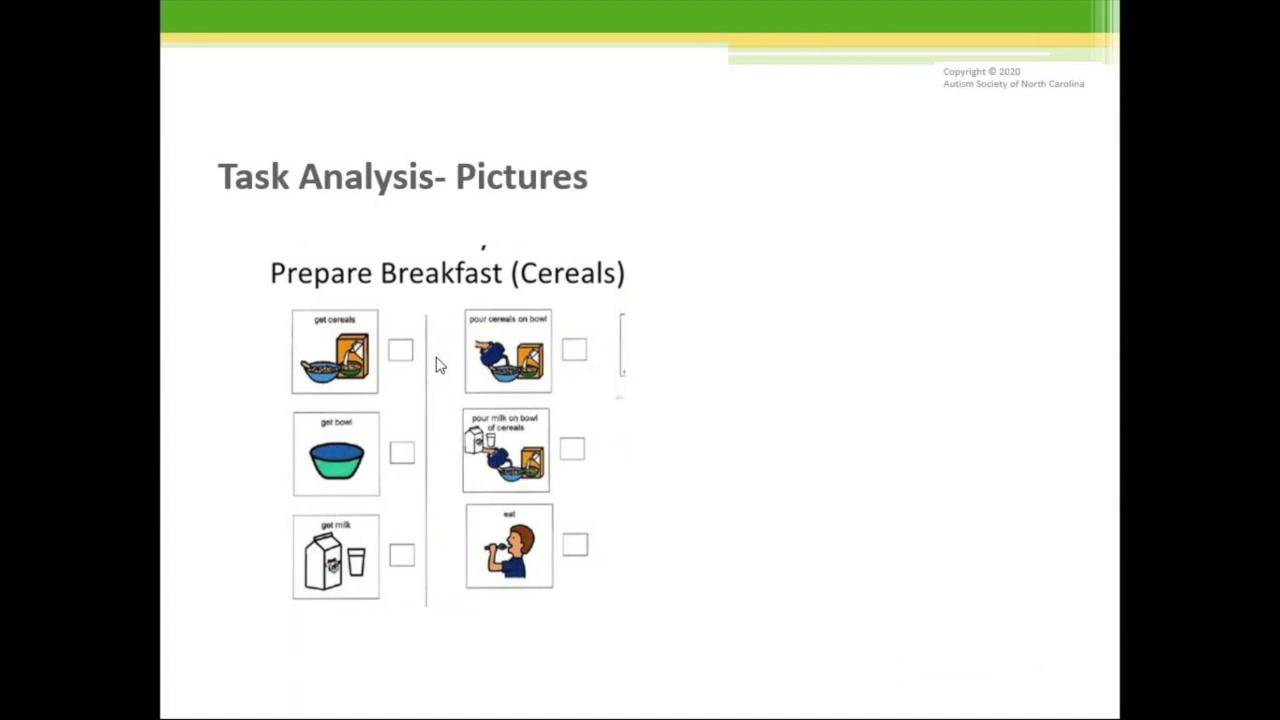 Copyright © 2020
Autism Society of North Carolina
Task Analysis- Pictures
Prepare Breakfast (Cereals)
get cereals
get bowl
get milk
pour cereals on bowl
pour milk on bowl
of cereals
eat